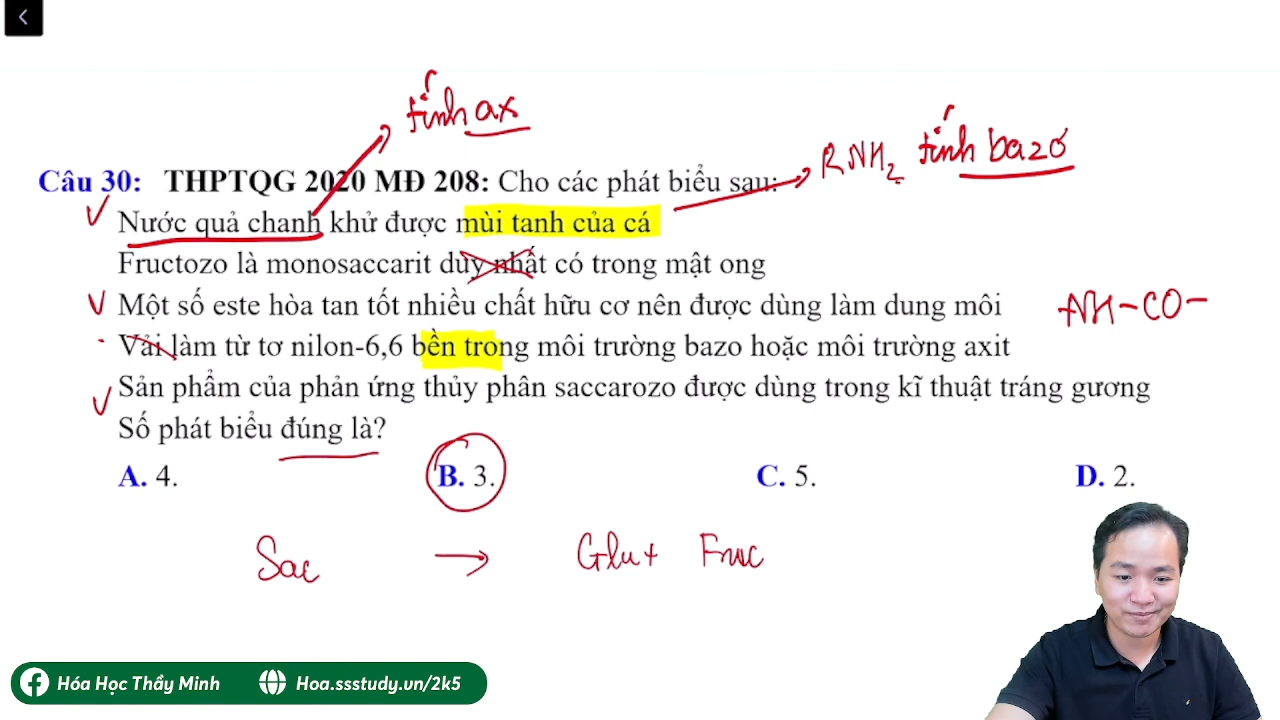 tính ax
RNH2 tính bazơ
Câu 30: THPTQG 2020 MĐ 208: Cho các phát biểu sau:
Nước quả chanh khử được mùi tanh của cá
Fructozo là monosaccarit duy nhất có trong mật ong
Một số este hòa tan tốt nhiều chất hữu cơ nên được dùng làm dung môi
-NH-CO-
Vải làm từ tơ nilon-6,6 bền trong môi trường bazo hoặc môi trường axit
Sản phẩm của phản ứng thủy phân saccarozo được dùng trong kĩ thuật tráng gương
Số phát biểu đúng là?
A. 4. B. 3. C. 5. D. 2.
Sac → Glu + Fruc
Hóa Học Thầy Minh Hoa.ssstudy.vn/2k5